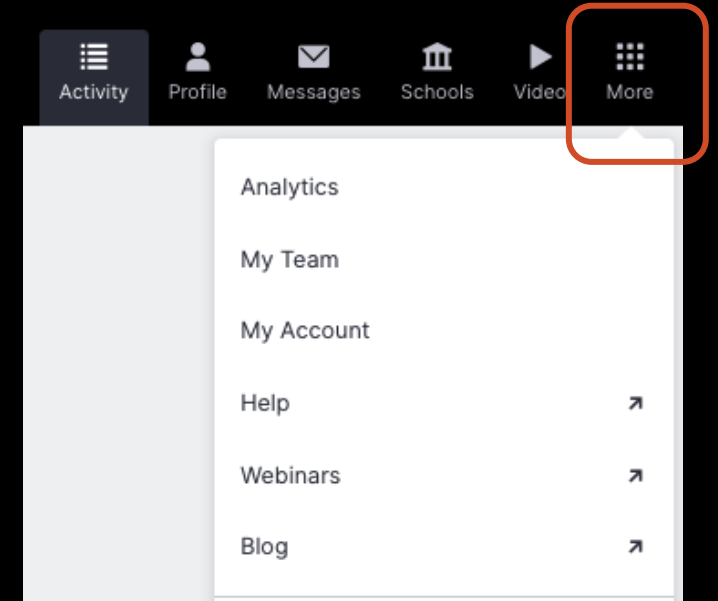 Activity Profile Messages Schools Video More
Analytics
My Team
My Account
Help
Webinars
Blog